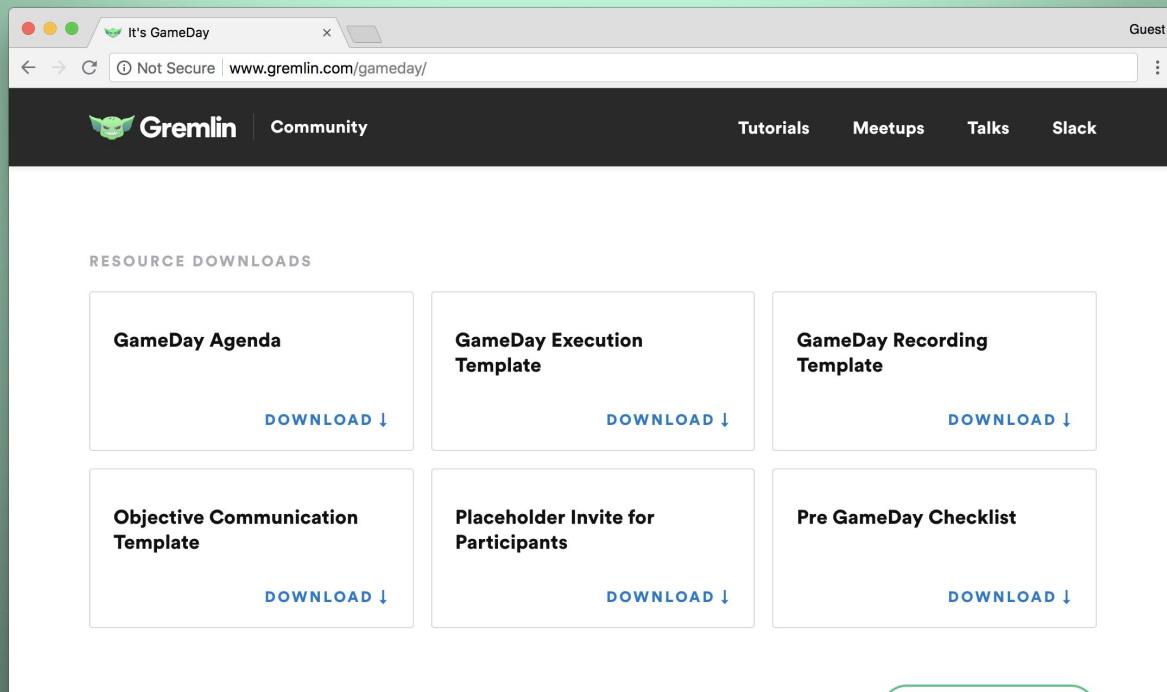 It's GameDay
Guest
Not Secure www.gremlin.com/gameday/
Gremlin Community Tutorials Meetups Talks Slack
RESOURCE DOWNLOADS
GameDay Agenda
DOWNLOAD ↓
GameDay Execution
Template
DOWNLOAD ↓
GameDay Recording
Template
DOWNLOAD ↓
Objective Communication
Template
DOWNLOAD ↓
Placeholder Invite for
Participants
DOWNLOAD ↓
Pre GameDay Checklist
DOWNLOAD ↓